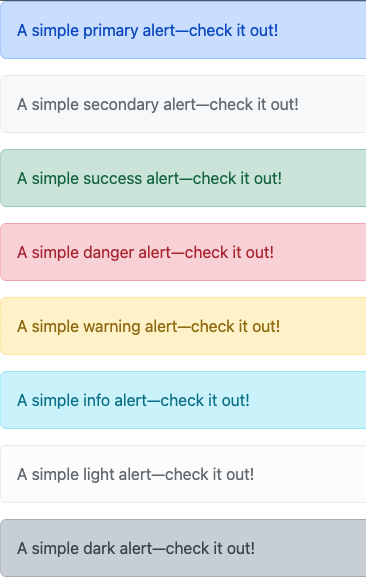 A simple primary alert—check it out!
A simple secondary alert—check it out!
A simple success alert—check it out!
A simple danger alert—check it out!
A simple warning alert—check it out!
A simple info alert—check it out!
A simple light alert—check it out!
A simple dark alert—check it out!